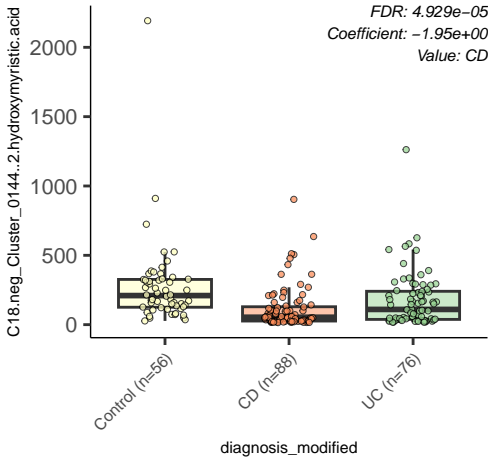 FDR: 4.929e−05
Coefficient: −1.95e+00
Value: CD
C18.neg_Cluster_0144..2.hydroxymyristic.acid
2000
1500
1000
500
0
Control (n=56)
CD (n=88)
UC (n=76)
diagnosis_modified